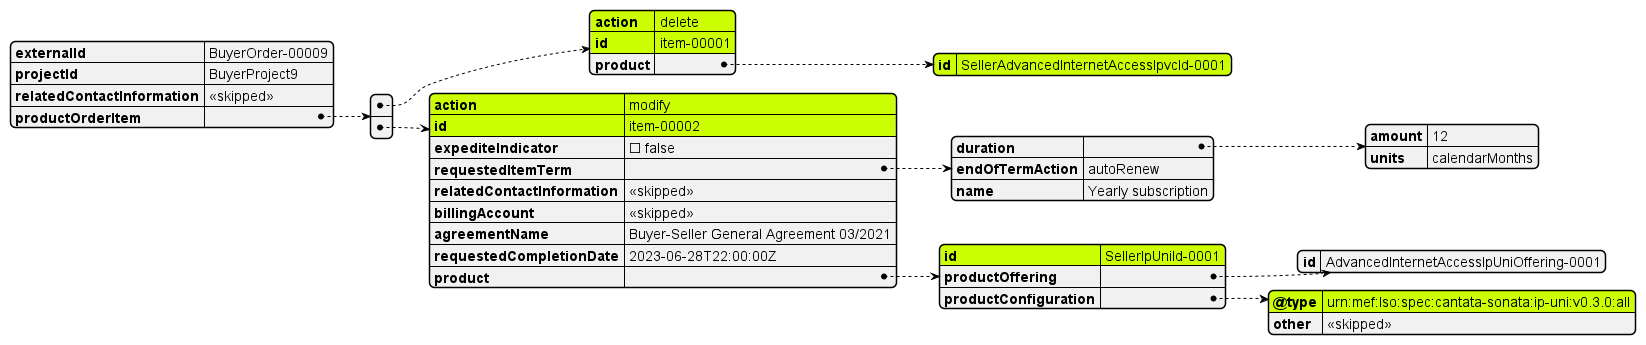 externalId BuyerOrder-00009
projectId BuyerProject9
relatedContactInformation «skipped»
productOrderItem
action delete
id item-00001
product
id SellerAdvancedInternetAccessIpvcId-0001
action modify
id item-00002
expediteIndicator ☐ false
requestedItemTerm
relatedContactInformation «skipped»
billingAccount «skipped»
agreementName Buyer-Seller General Agreement 03/2021
requestedCompletionDate 2023-06-28T22:00:00Z
product
duration
endOfTermAction autoRenew
name Yearly subscription
amount 12
units calendarMonths
id SellerIpUniId-0001
productOffering
productConfiguration
id AdvancedInternetAccessIpUniOffering-0001
@type urn:mef:lso:spec:cantata-sonata:ip-uni:v0.3.0:all
other «skipped»